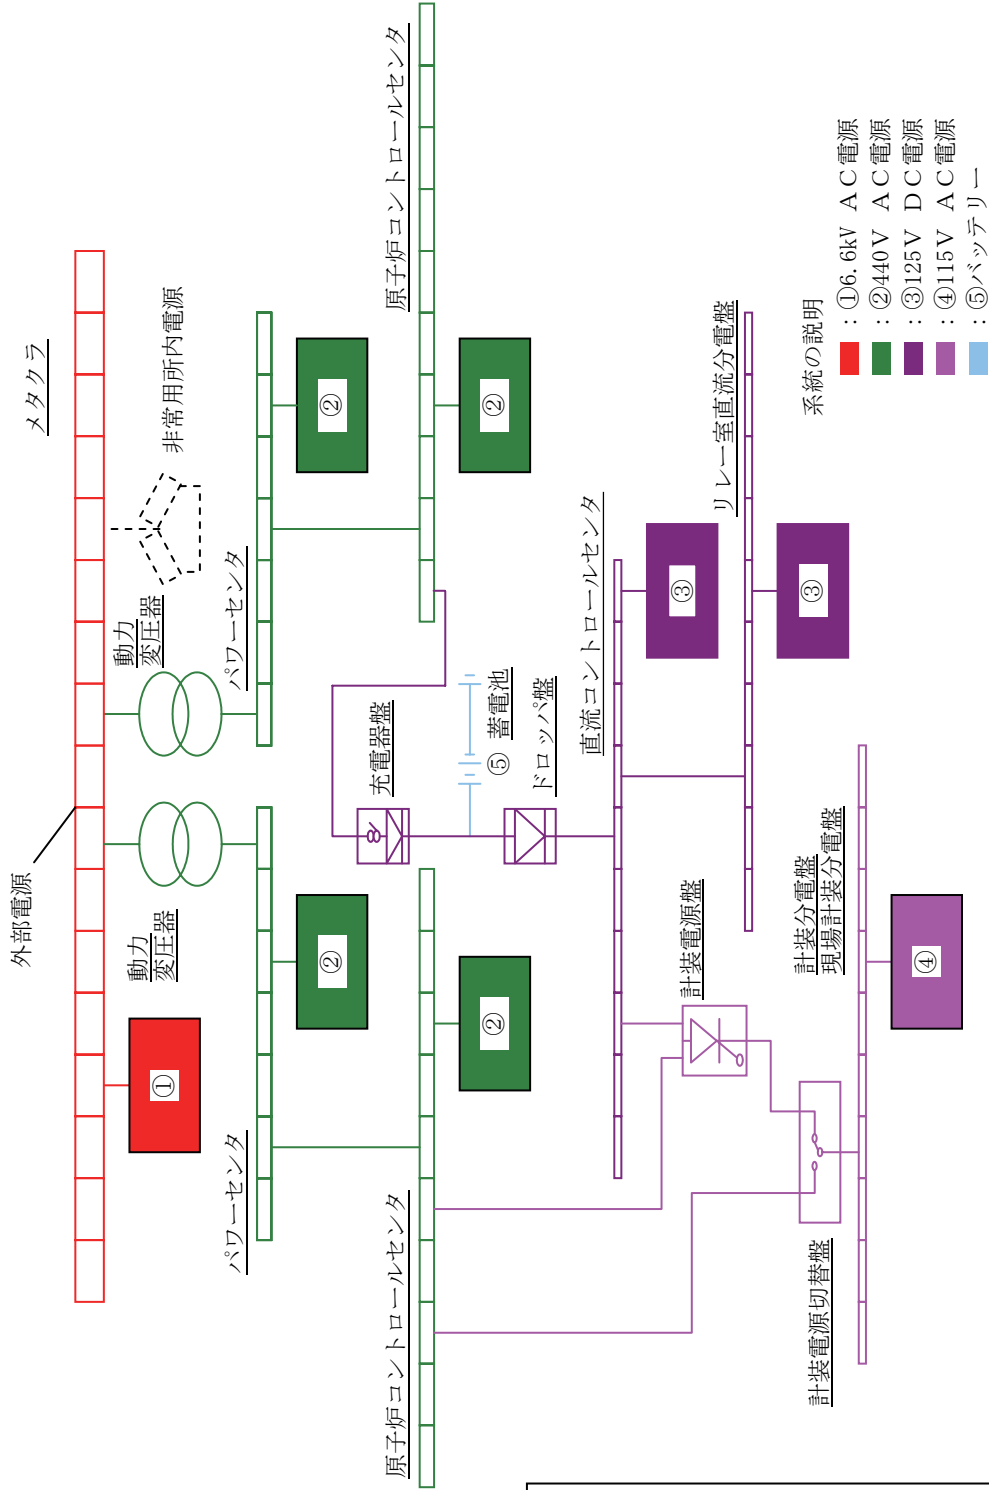 外部電源
メタクラ
動力
変圧器
動力
変圧器
①
非常用所内電源
パワーセンタ
パワーセンタ
②
②
原子炉コントロールセンタ
原子炉コントロールセンタ
充電器盤
②
②
⑤ 蓄電池
ドロッパ盤
直流コントロールセンタ
③
計装電源盤
リレー室直流分電盤
③
計装電源切替盤
計装分電盤
現場計装分電盤
④
系統の説明
：①6.6kV ＡＣ電源
：②440V ＡＣ電源
：③125V ＤＣ電源
：④115V ＡＣ電源
：⑤バッテリー